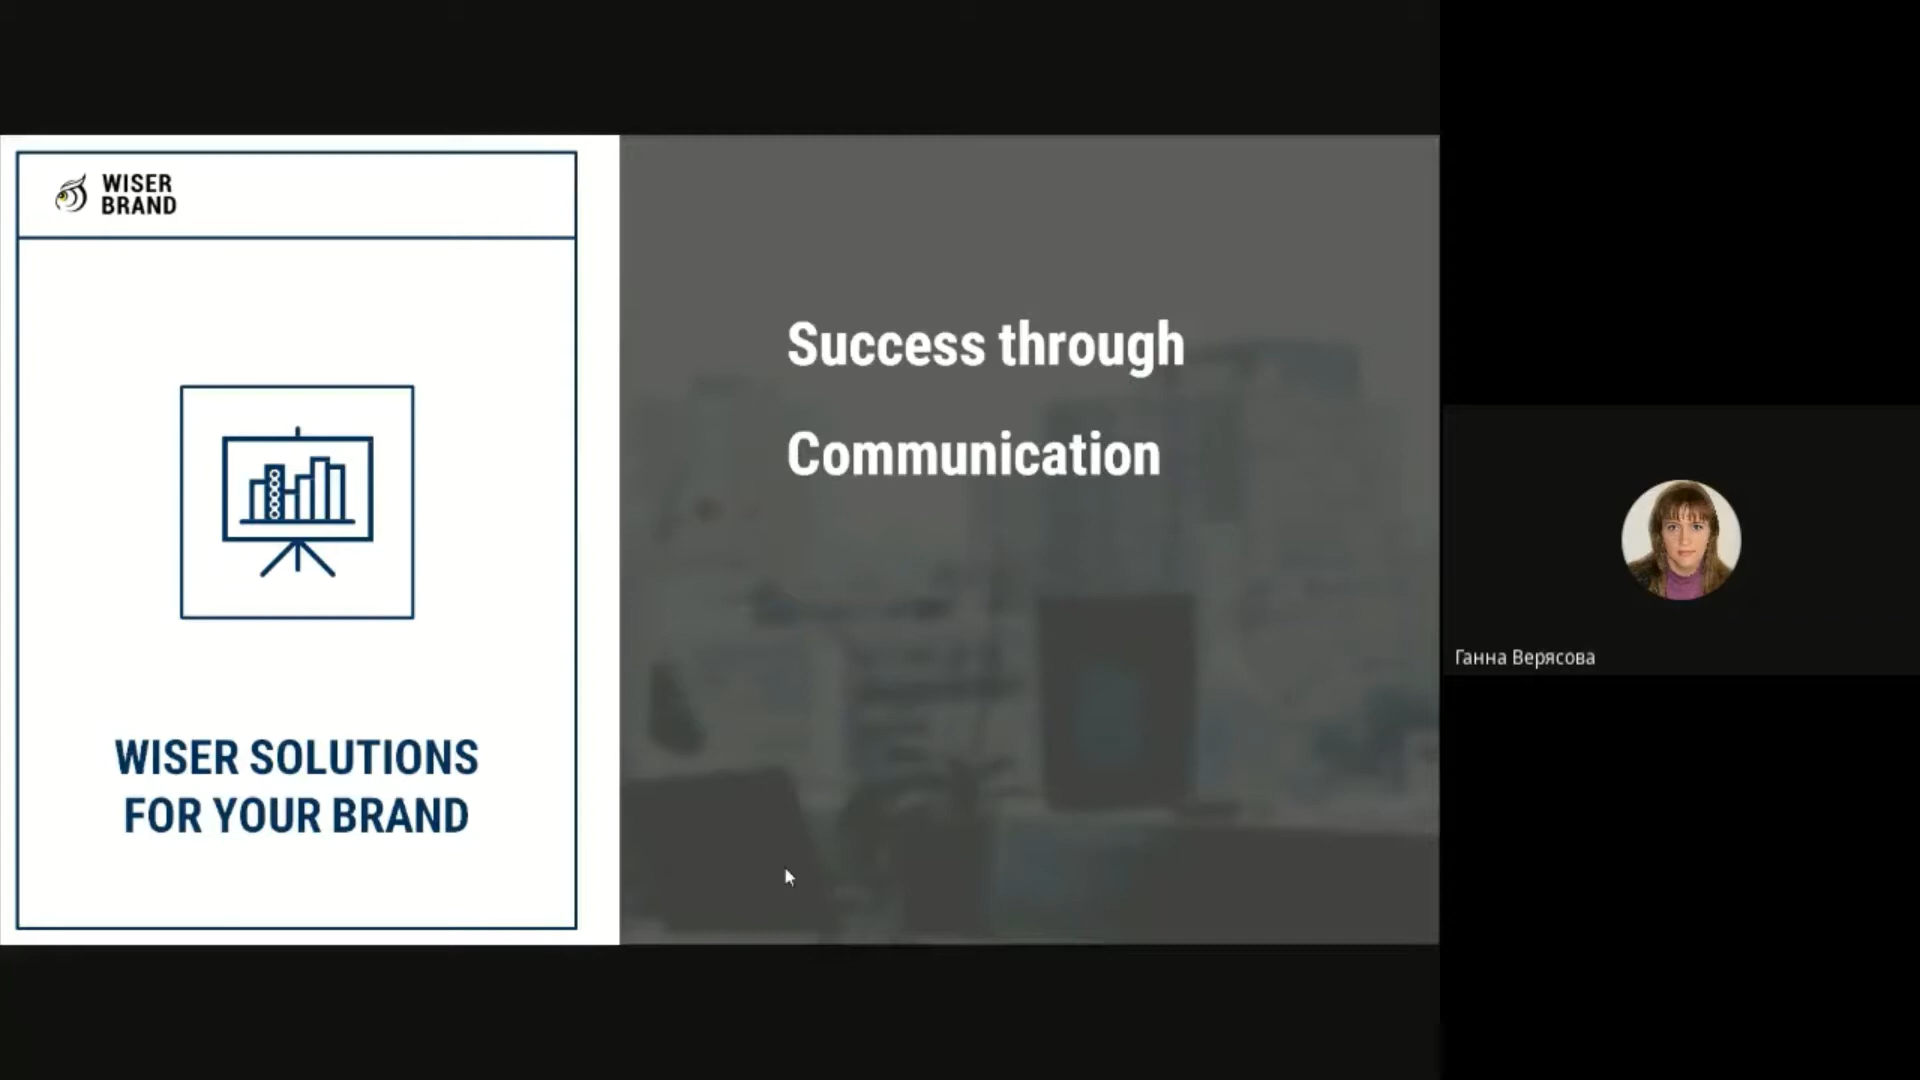 WISER
BRAND
WISER SOLUTIONS
FOR YOUR BRAND
Success through
Communication
Ганна Верясова